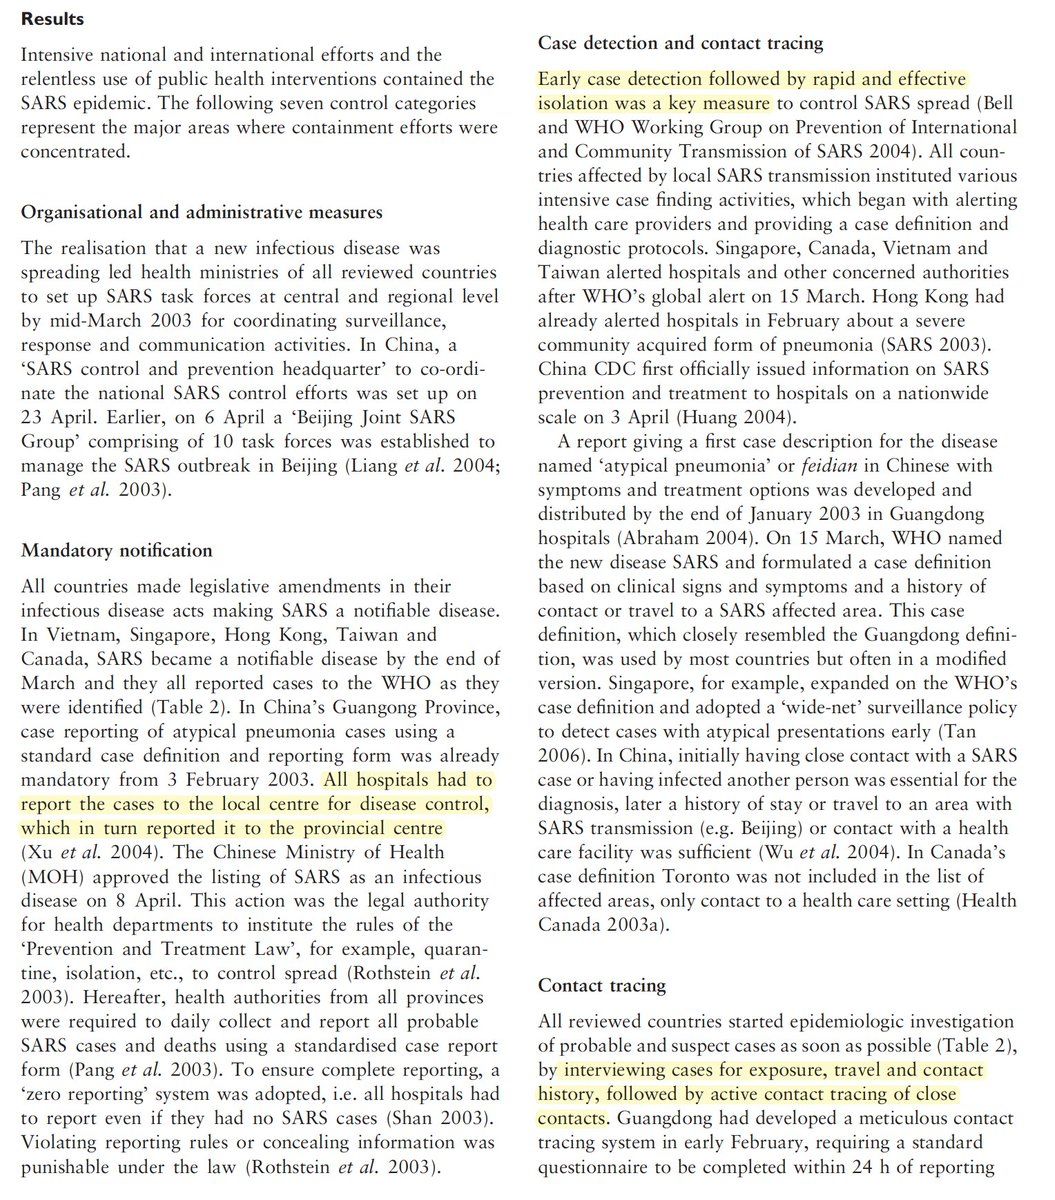 Results
Intensive national and international efforts and the
relentless use of public health interventions contained the
SARS epidemic. The following seven control categories
represent the major areas where containment efforts were
concentrated.
Organisational and administrative measures
The realisation that a new infectious disease was
spreading led health ministries of all reviewed countries
to set up SARS task forces at central and regional level
by mid-March 2003 for coordinating surveillance,
response and communication activities. In China, a
‘SARS control and prevention headquarter’ to co-ordi-
nate the national SARS control efforts was set up on
23 April. Earlier, on 6 April a ‘Beijing Joint SARS
Group’ comprising of 10 task forces was established to
manage the SARS outbreak in Beijing (Liang et al. 2004;
Pang et al. 2003).
Mandatory notification
All countries made legislative amendments in their
infectious disease acts making SARS a notifiable disease.
In Vietnam, Singapore, Hong Kong, Taiwan and
Canada, SARS became a notifiable disease by the end of
March and they all reported cases to the WHO as they
were identified (Table 2). In China’s Guangong Province,
case reporting of atypical pneumonia cases using a
standard case definition and reporting form was already
mandatory from 3 February 2003. All hospitals had to
report the cases to the local centre for disease control,
which in turn reported it to the provincial centre
(Xu et al. 2004). The Chinese Ministry of Health
(MOH) approved the listing of SARS as an infectious
disease on 8 April. This action was the legal authority
for health departments to institute the rules of the
‘Prevention and Treatment Law’, for example, quaran-
tine, isolation, etc., to control spread (Rothstein et al.
2003). Hereafter, health authorities from all provinces
were required to daily collect and report all probable
SARS cases and deaths using a standardised case report
form (Pang et al. 2003). To ensure complete reporting, a
‘zero reporting’ system was adopted, i.e. all hospitals had
to report even if they had no SARS cases (Shan 2003).
Violating reporting rules or concealing information was
punishable under the law (Rothstein et al. 2003).
Case detection and contact tracing
Early case detection followed by rapid and effective
isolation was a key measure to control SARS spread (Bell
and WHO Working Group on Prevention of International
and Community Transmission of SARS 2004). All coun-
tries affected by local SARS transmission instituted various
intensive case finding activities, which began with alerting
health care providers and providing a case definition and
diagnostic protocols. Singapore, Canada, Vietnam and
Taiwan alerted hospitals and other concerned authorities
after WHO’s global alert on 15 March. Hong Kong had
already alerted hospitals in February about a severe
community acquired form of pneumonia (SARS 2003).
China CDC first officially issued information on SARS
prevention and treatment to hospitals on a nationwide
scale on 3 April (Huang 2004).
A report giving a first case description for the disease
named ‘atypical pneumonia’ or feidian in Chinese with
symptoms and treatment options was developed and
distributed by the end of January 2003 in Guangdong
hospitals (Abraham 2004). On 15 March, WHO named
the new disease SARS and formulated a case definition
based on clinical signs and symptoms and a history of
contact or travel to a SARS affected area. This case
definition, which closely resembled the Guangdong defini-
tion, was used by most countries but often in a modified
version. Singapore, for example, expanded on the WHO’s
case definition and adopted a ‘wide-net’ surveillance policy
to detect cases with atypical presentations early (Tan
2006). In China, initially having close contact with a SARS
case or having infected another person was essential for the
diagnosis, later a history of stay or travel to an area with
SARS transmission (e.g. Beijing) or contact with a health
care facility was sufficient (Wu et al. 2004). In Canada’s
case definition Toronto was not included in the list of
affected areas, only contact to a health care setting (Health
Canada 2003a).
Contact tracing
All reviewed countries started epidemiologic investigation
of probable and suspect cases as soon as possible (Table 2),
by interviewing cases for exposure, travel and contact
history, followed by active contact tracing of close
contacts. Guangdong had developed a meticulous contact
tracing system in early February, requiring a standard
questionnaire to be completed within 24 h of reporting